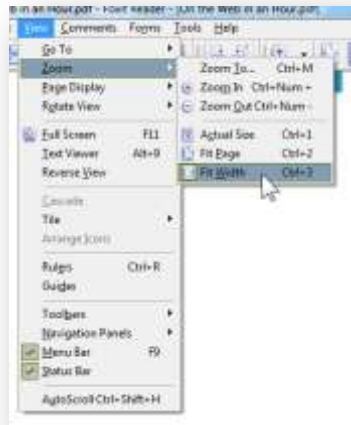 in an Hour.pdf - Foxit Reader - [On the Web in an Hour.pdf]
View Comments Forms Tools Help
Go To
Zoom
Page Display
Rotate View
Full Screen F11
Text Viewer Alt+9
Reverse View
Cascade
Tile
Arrange Icons
Rulers Ctrl+R
Guides
Toolbars
Navigation Panels
Menu Bar F9
Status Bar
AutoScroll Ctrl+Shift+H
Zoom To... Ctrl+M
Zoom In Ctrl+Num +
Zoom Out Ctrl+Num -
Actual Size Ctrl+1
Fit Page Ctrl+2
Fit Width Ctrl+3